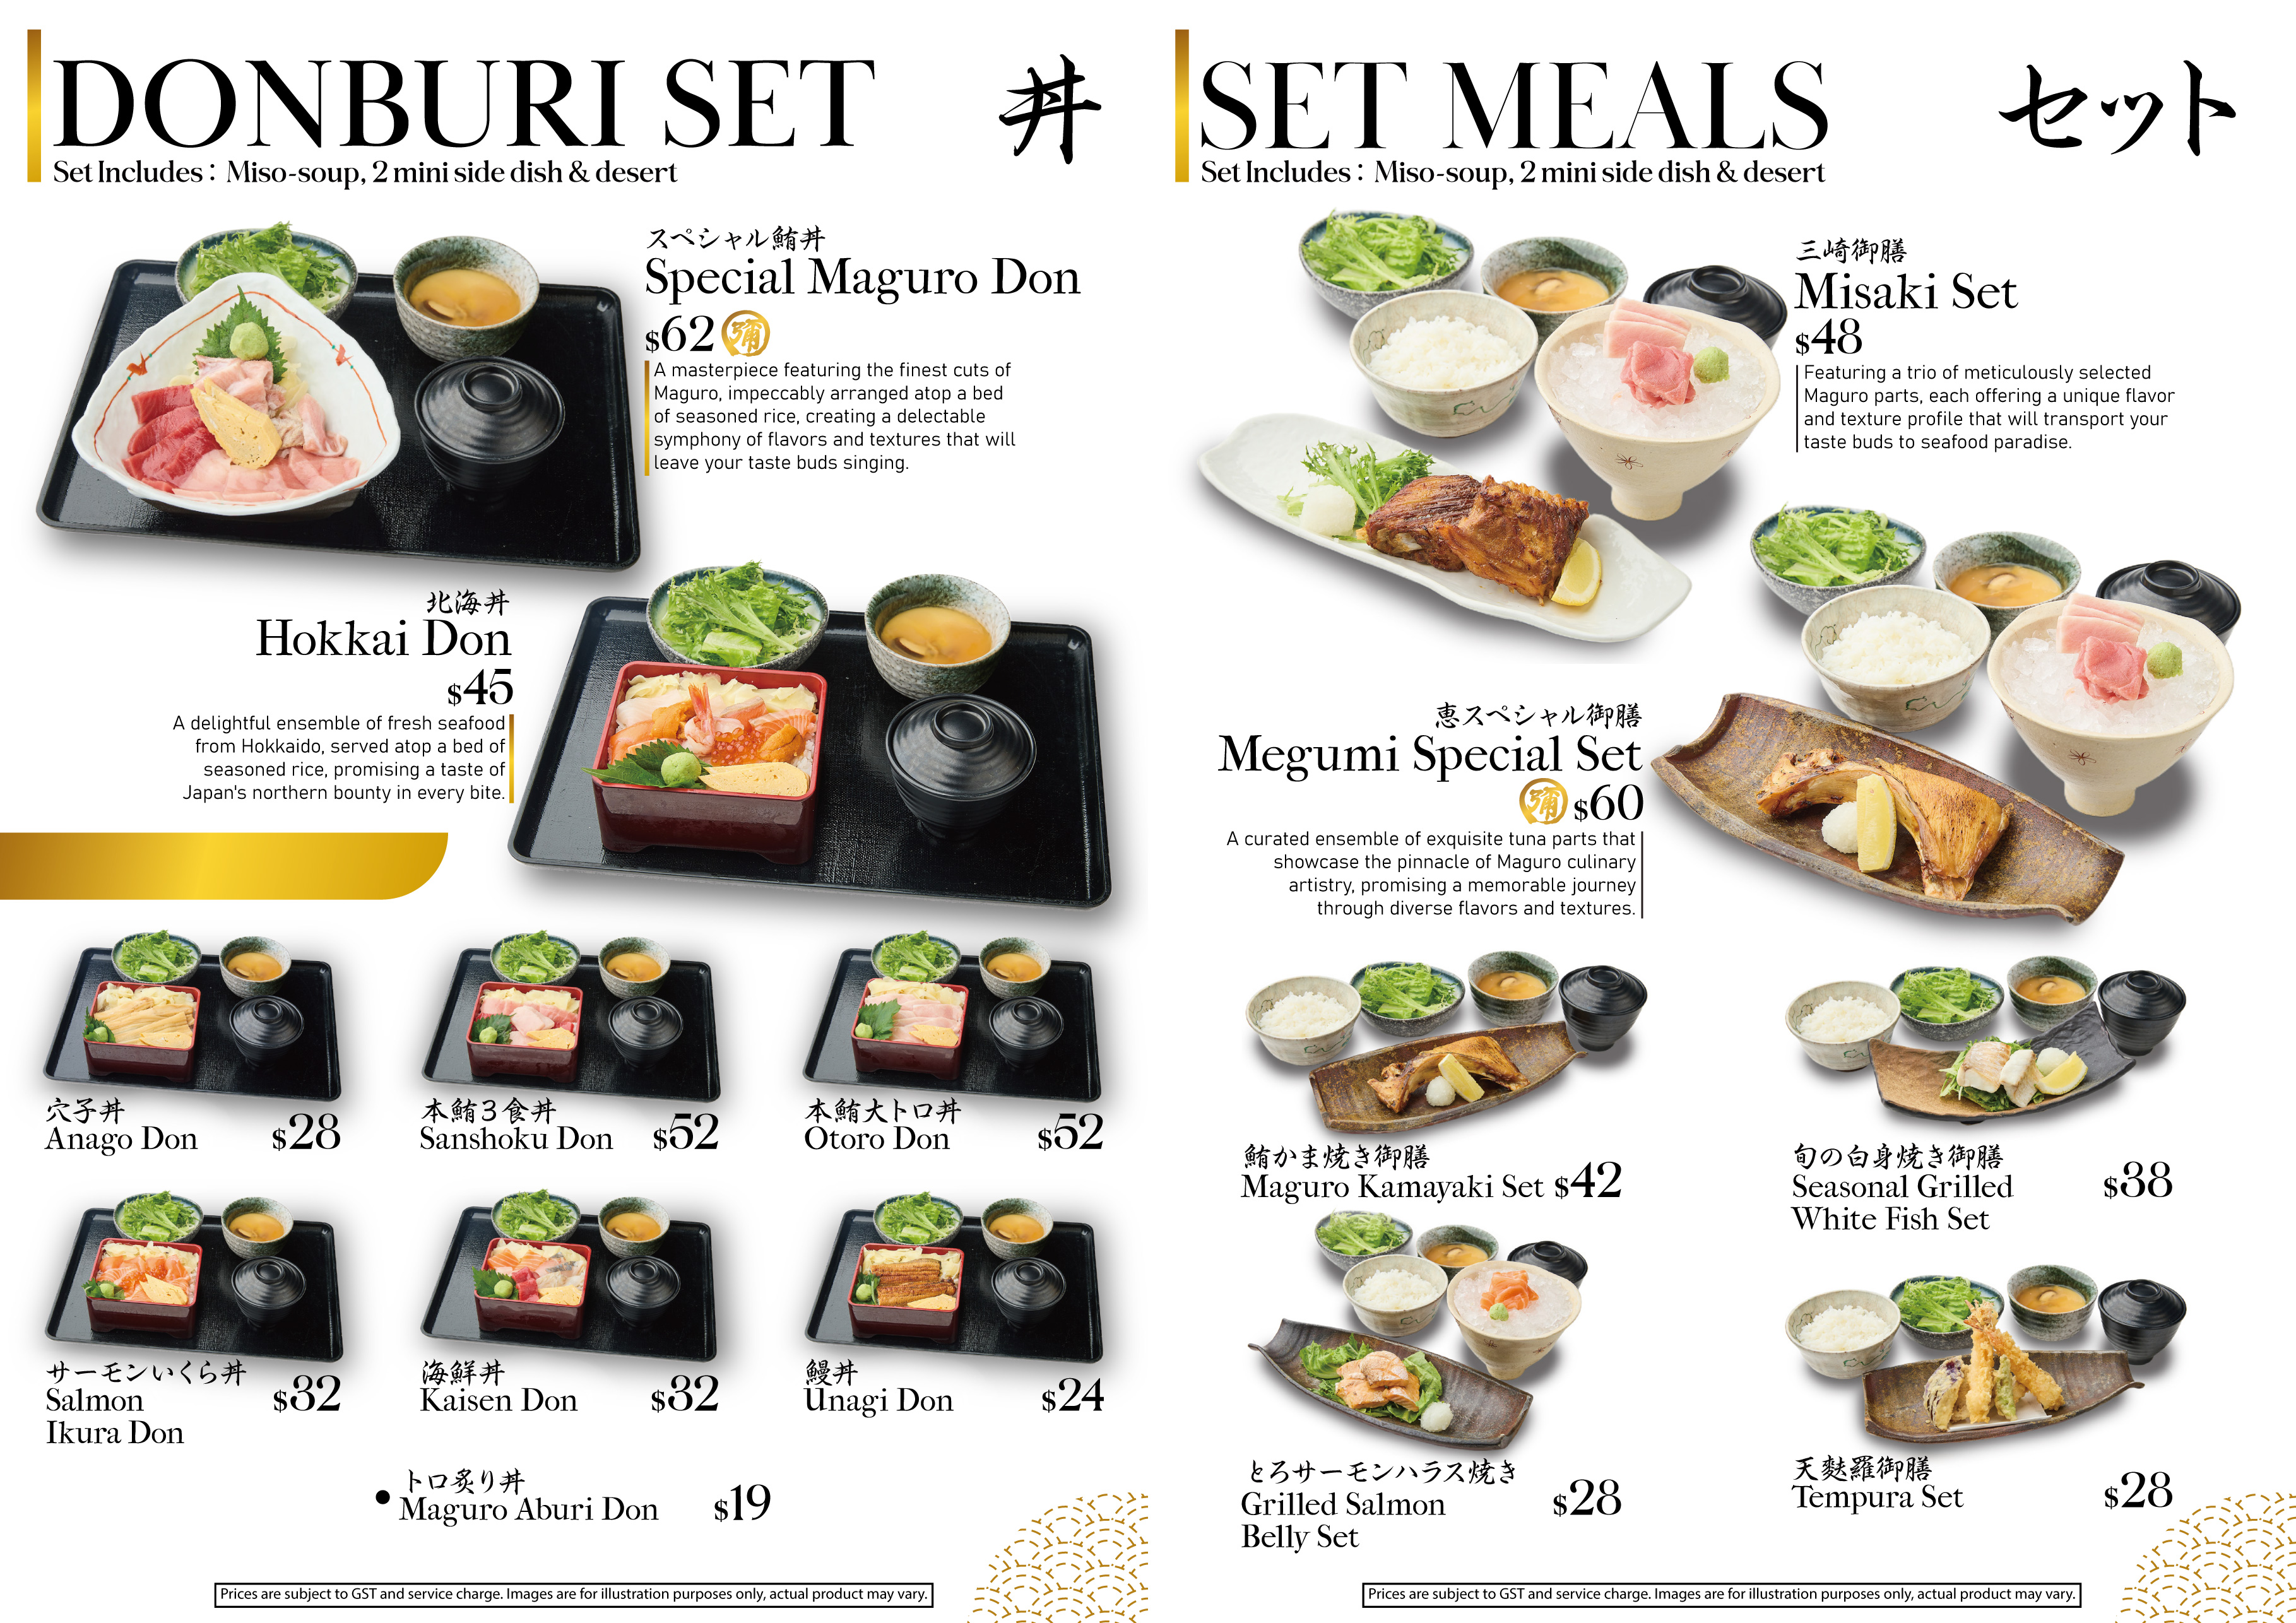 DONBURI SET
丼
Set Includes : Miso-soup, 2 mini side dish & desert
スペシャル鮪丼
Special Maguro Don
$62 彌
A masterpiece featuring the finest cuts of
Maguro, impeccably arranged atop a bed
of seasoned rice, creating a delectable
symphony of flavors and textures that will
leave your taste buds singing.
北海丼
Hokkai Don
$45
A delightful ensemble of fresh seafood
from Hokkaido, served atop a bed of
seasoned rice, promising a taste of
Japan's northern bounty in every bite.
穴子丼
Anago Don $28
本鮪3食丼
Sanshoku Don $52
本鮪大トロ丼
Otoro Don $52
サーモンいくら丼
Salmon
Ikura Don
$32
海鮮丼
Kaisen Don $32
鰻丼
Unagi Don $24
トロ炙り丼
• Maguro Aburi Don $19
Prices are subject to GST and service charge. Images are for illustration purposes only, actual product may vary.
SET MEALS
セット
Set Includes : Miso-soup, 2 mini side dish & desert
三崎御膳
Misaki Set
$48
Featuring a trio of meticulously selected
Maguro parts, each offering a unique flavor
and texture profile that will transport your
taste buds to seafood paradise.
恵スペシャル御膳
Megumi Special Set
彌 $60
A curated ensemble of exquisite tuna parts that
showcase the pinnacle of Maguro culinary
artistry, promising a memorable journey
through diverse flavors and textures.
鮪かま焼き御膳
Maguro Kamayaki Set $42
旬の白身焼き御膳
Seasonal Grilled
White Fish Set
$38
とろサーモンハラス焼き
Grilled Salmon
Belly Set
$28
天麩羅御膳
Tempura Set $28
Prices are subject to GST and service charge. Images are for illustration purposes only, actual product may vary.